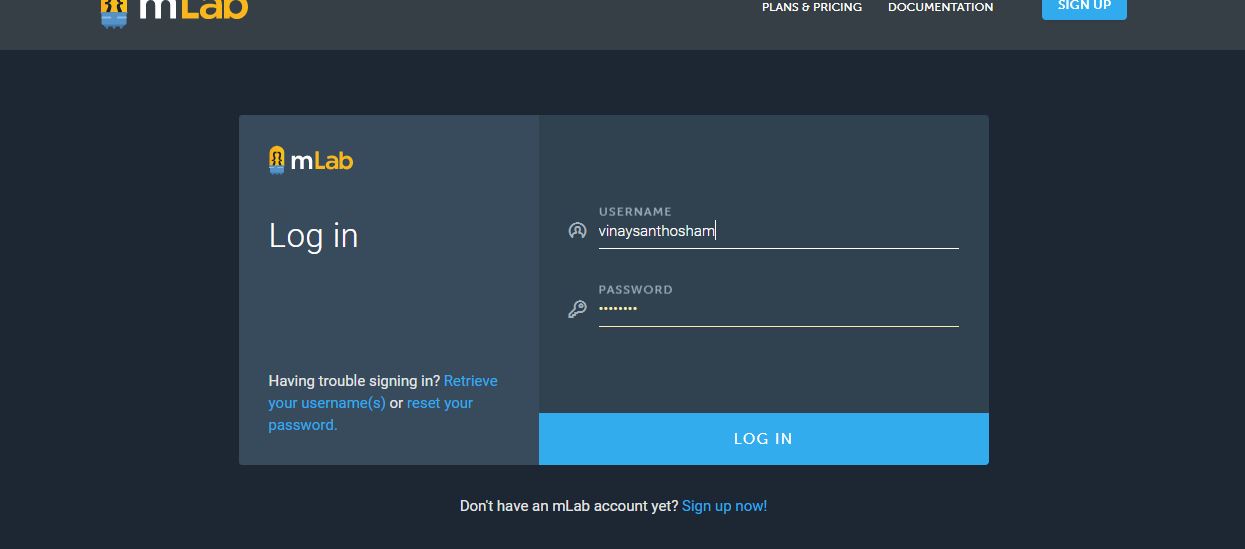 mLab
PLANS & PRICING
DOCUMENTATION
SIGN UP
mLab
Log in
Having trouble signing in? Retrieve
your username(s) or reset your
password.
USERNAME
vinaysanthosham
PASSWORD
••••••••
LOG IN
Don't have an mLab account yet? Sign up now!